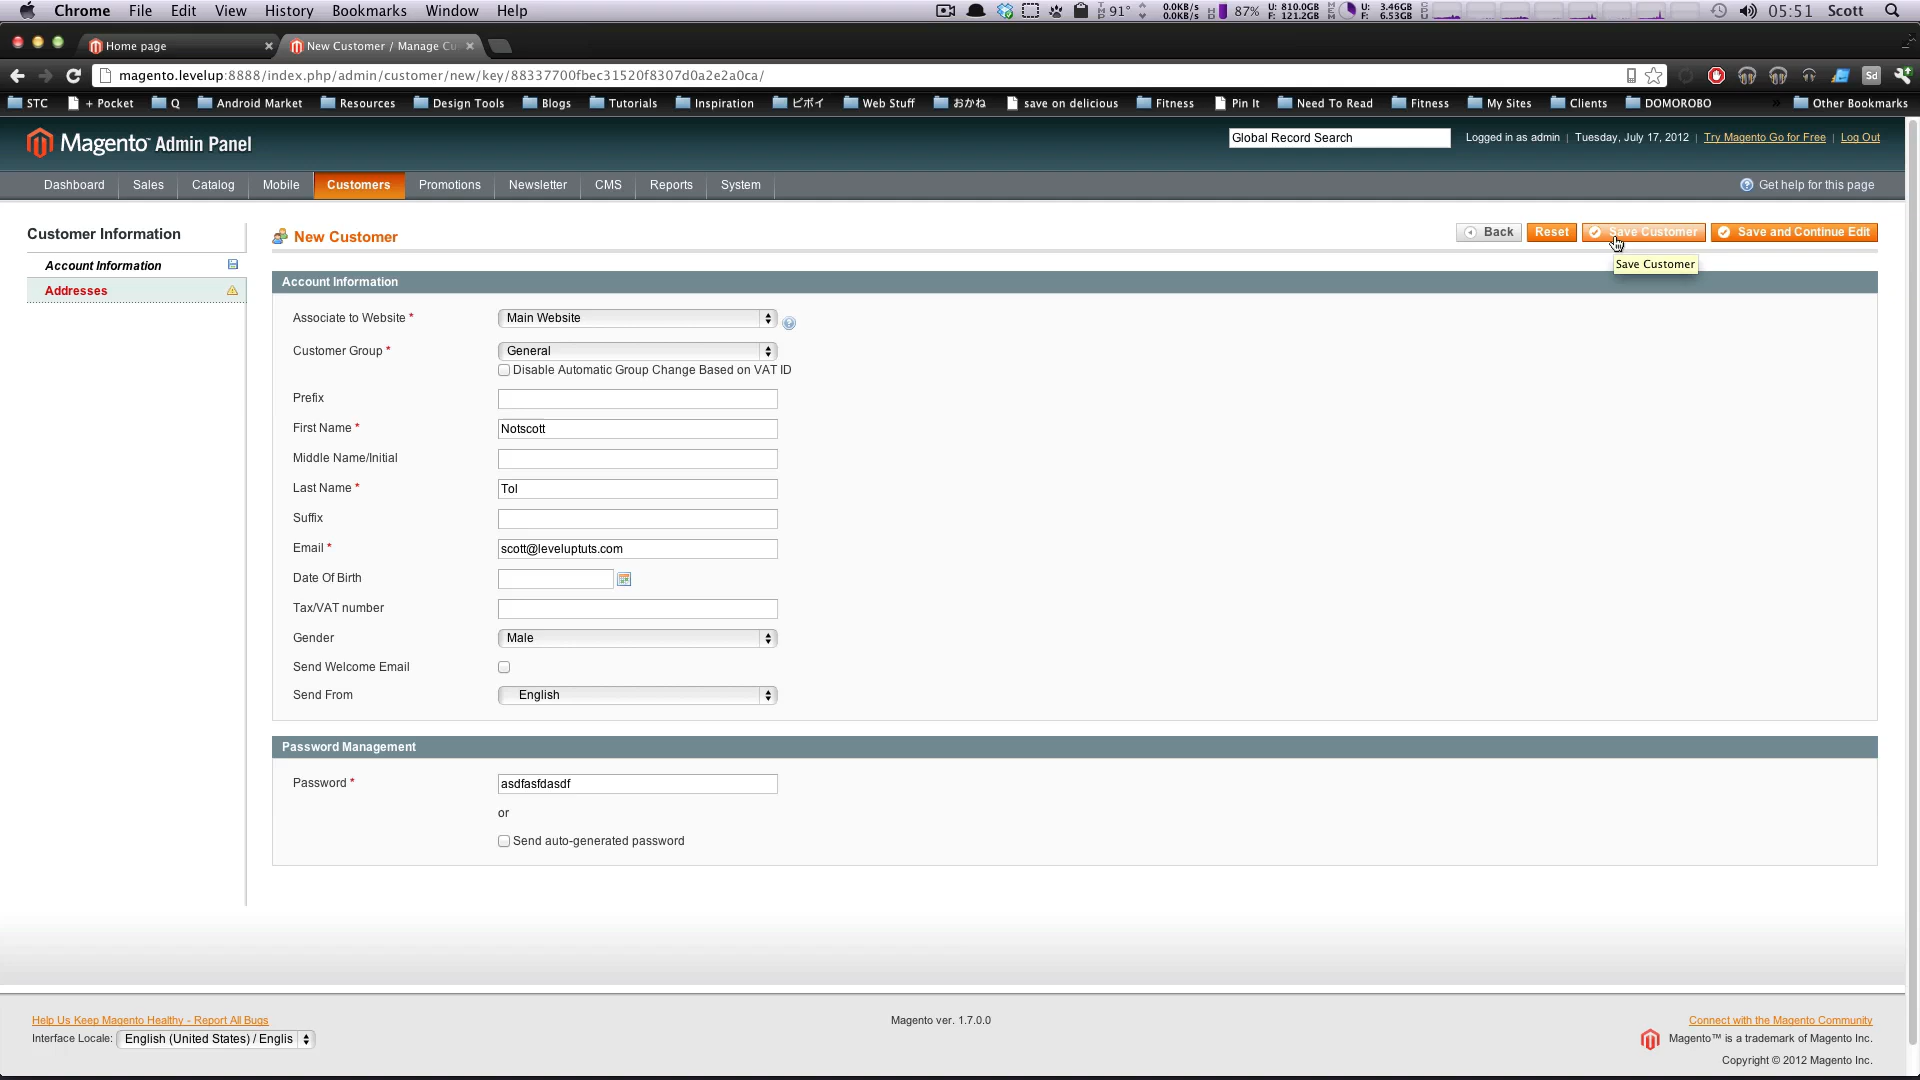 Chrome File Edit View History Bookmarks Window Help 91° 0.0KB/s 0.0KB/s 87% U: 810.0GB F: 121.2GB U: 3.46GB F: 6.53GB 05:51 Scott
Home page New Customer / Manage Cu
magento.levelup:8888/index.php/admin/customer/new/key/88337700fbec31520f8307d0a2e2a0ca/
STC + Pocket Q Android Market Resources Design Tools Blogs Tutorials Inspiration ビボイ Web Stuff おかね save on delicious Fitness Pin It Need To Read Fitness My Sites Clients DOMOROBO » Other Bookmarks
Magento™ Admin Panel Global Record Search Logged in as admin | Tuesday, July 17, 2012 | Try Magento Go for Free | Log Out
Dashboard Sales Catalog Mobile Customers Promotions Newsletter CMS Reports System Get help for this page
Customer Information
Account Information
Addresses
New Customer Back Reset Save Customer Save and Continue Edit
Save Customer
Account Information
Associate to Website * Main Website
Customer Group * General
Disable Automatic Group Change Based on VAT ID
Prefix
First Name * Notscott
Middle Name/Initial
Last Name * Tol
Suffix
Email * scott@leveluptuts.com
Date Of Birth
Tax/VAT number
Gender Male
Send Welcome Email
Send From English
Password Management
Password * asdfasfdasdf
or
Send auto-generated password
Help Us Keep Magento Healthy - Report All Bugs Magento ver. 1.7.0.0 Connect with the Magento Community
Interface Locale: English (United States) / Englis Magento™ is a trademark of Magento Inc.
Copyright © 2012 Magento Inc.